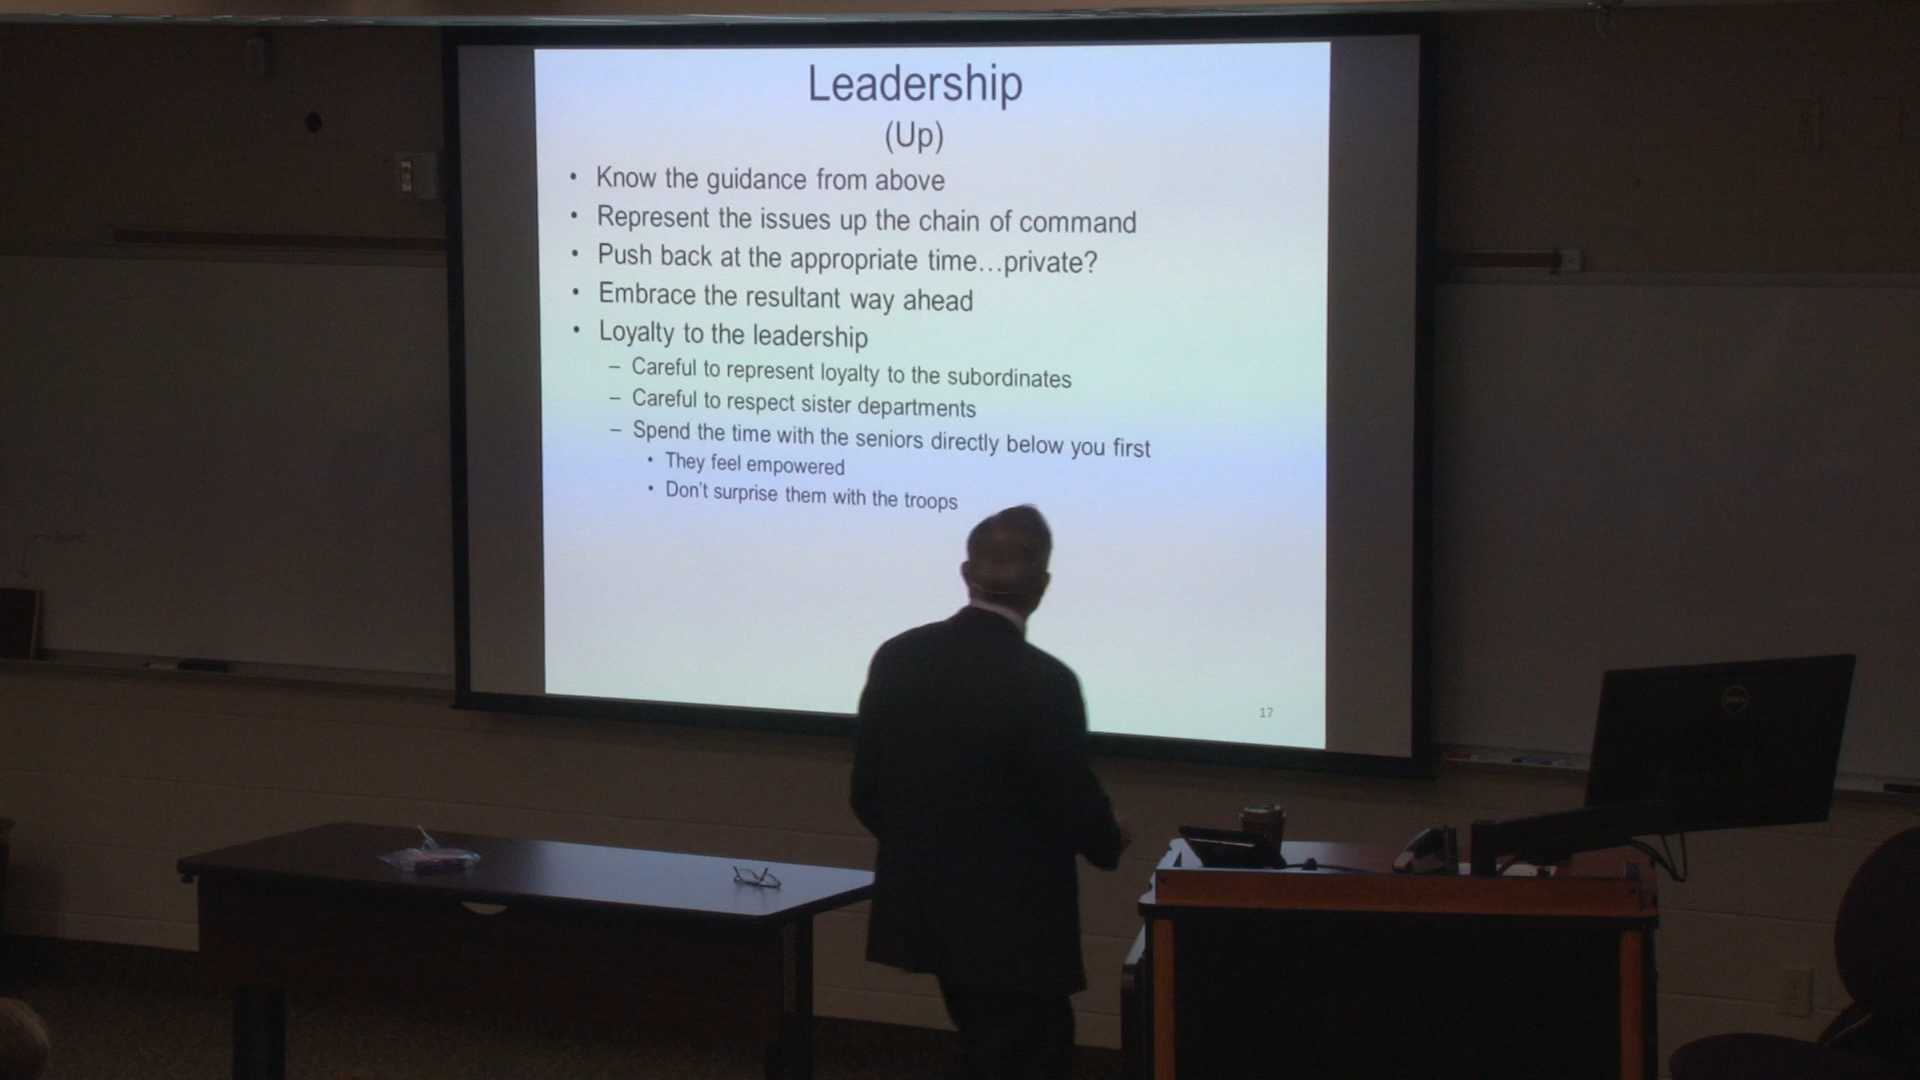 Leadership
(Up)
• Know the guidance from above
• Represent the issues up the chain of command
• Push back at the appropriate time…private?
• Embrace the resultant way ahead
• Loyalty to the leadership
– Careful to represent loyalty to the subordinates
– Careful to respect sister departments
– Spend the time with the seniors directly below you first
• They feel empowered
• Don't surprise them with the troops
17
DELL